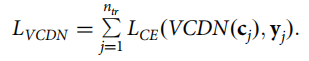 $L_{VCDN} = \sum_{j=1}^{n_{tr}} L_{CE}(VCDN(\mathbf{c}_j), \mathbf{y}_j).$